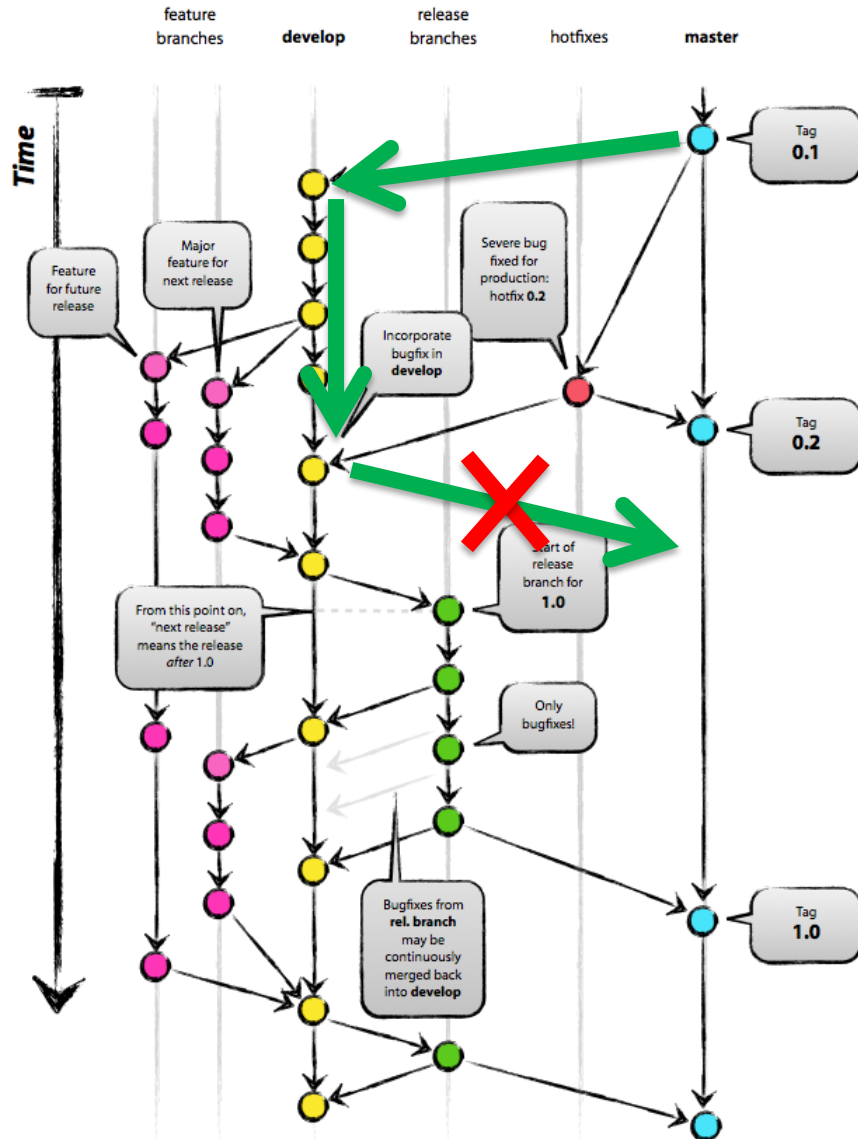 feature
branches
develop
release
branches
hotfixes
master
Time
Tag
0.1
Major
feature for
next release
Severe bug
fixed for
production:
hotfix 0.2
Feature
for future
release
Incorporate
bugfix in
develop
Tag
0.2
Start of
release
branch for
1.0
From this point on,
“next release”
means the release
after 1.0
Only
bugfixes!
Bugfixes from
rel. branch
may be
continuously
merged back
into develop
Tag
1.0